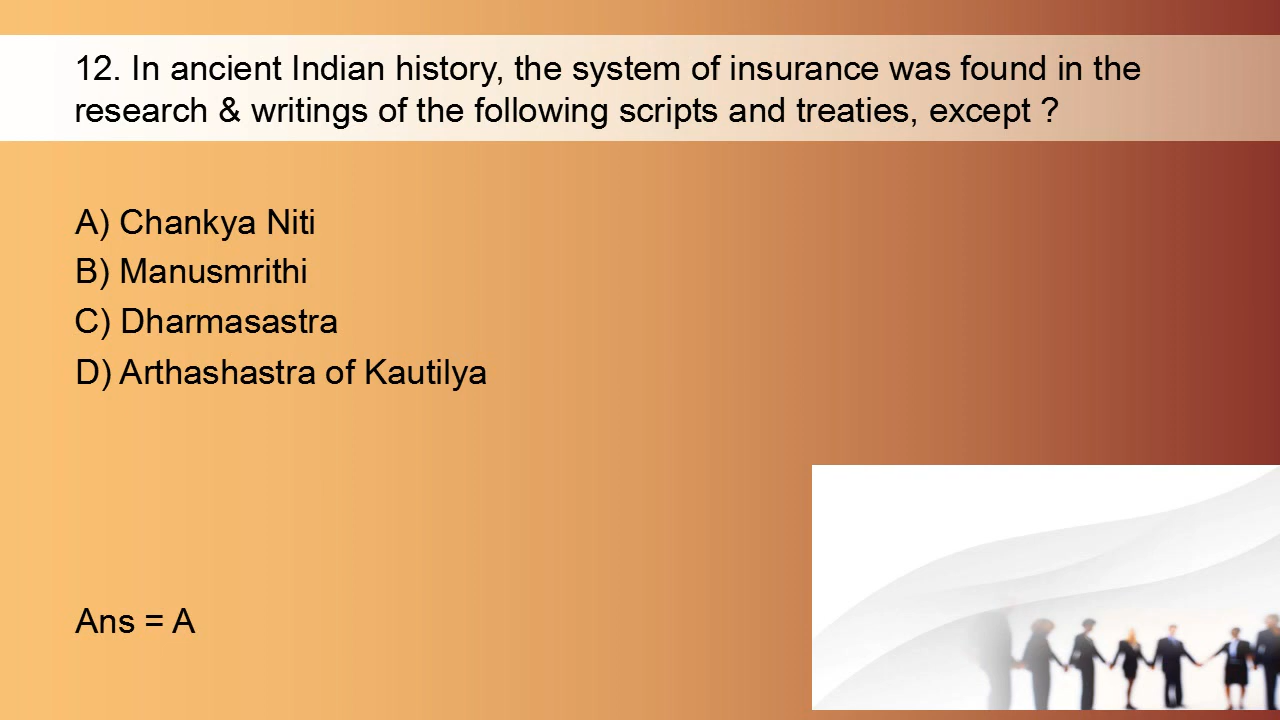 12. In ancient Indian history, the system of insurance was found in the
research & writings of the following scripts and treaties, except ?
A) Chankya Niti
B) Manusmrithi
C) Dharmasastra
D) Arthashastra of Kautilya
Ans = A